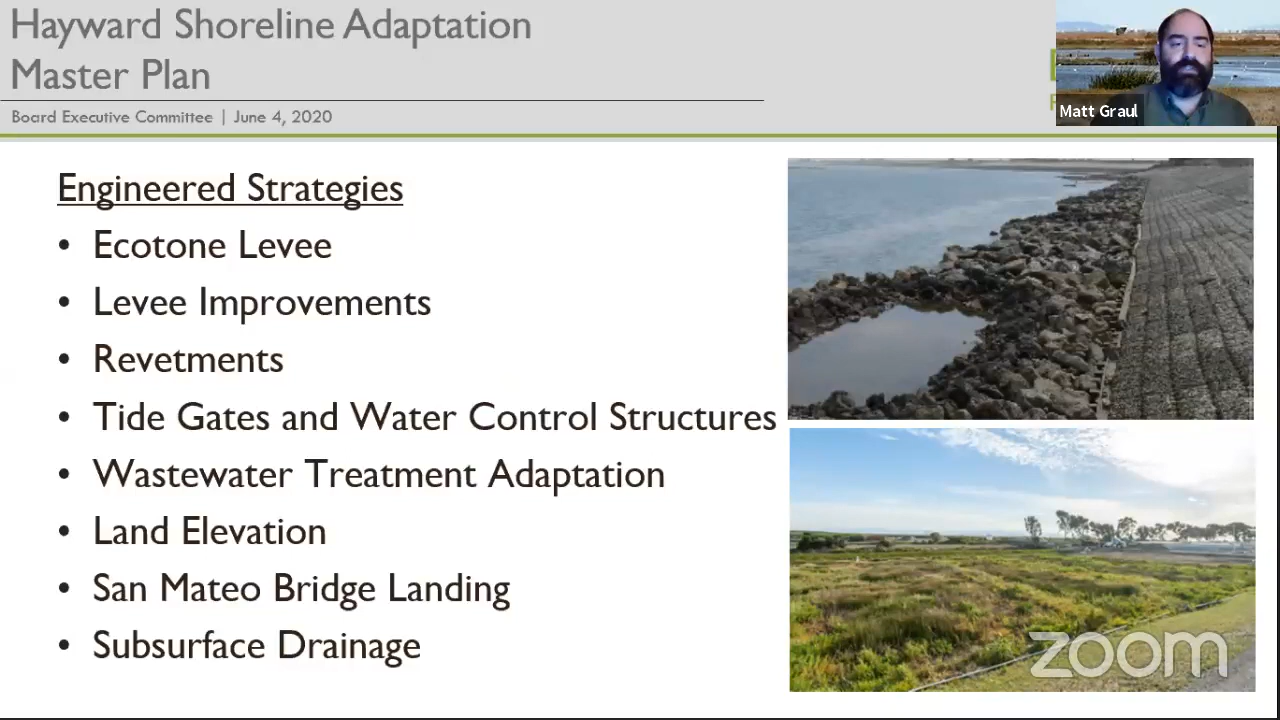 Hayward Shoreline Adaptation
Master Plan
Board Executive Committee | June 4, 2020
Matt Graul
Engineered Strategies
• Ecotone Levee
• Levee Improvements
• Revetments
• Tide Gates and Water Control Structures
• Wastewater Treatment Adaptation
• Land Elevation
• San Mateo Bridge Landing
• Subsurface Drainage
zoom